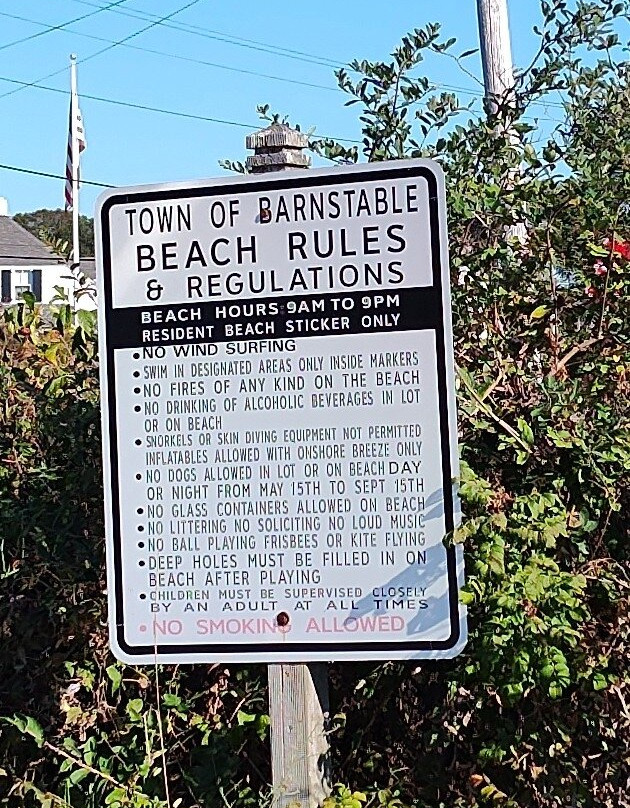 TOWN OF BARNSTABLE
BEACH RULES
& REGULATIONS
BEACH HOURS 9AM TO 9PM
RESIDENT BEACH STICKER ONLY
• NO WIND SURFING
• SWIM IN DESIGNATED AREAS ONLY INSIDE MARKERS
• NO FIRES OF ANY KIND ON THE BEACH
• NO DRINKING OF ALCOHOLIC BEVERAGES IN LOT
OR ON BEACH
• SNORKELS OR SKIN DIVING EQUIPMENT NOT PERMITTED
INFLATABLES ALLOWED WITH ONSHORE BREEZE ONLY
• NO DOGS ALLOWED IN LOT OR ON BEACH DAY
OR NIGHT FROM MAY 15TH TO SEPT 15TH
• NO GLASS CONTAINERS ALLOWED ON BEACH
• NO LITTERING NO SOLICITING NO LOUD MUSIC
• NO BALL PLAYING FRISBEES OR KITE FLYING
• DEEP HOLES MUST BE FILLED IN ON
BEACH AFTER PLAYING
• CHILDREN MUST BE SUPERVISED CLOSELY
BY AN ADULT AT ALL TIMES
• NO SMOKING ALLOWED